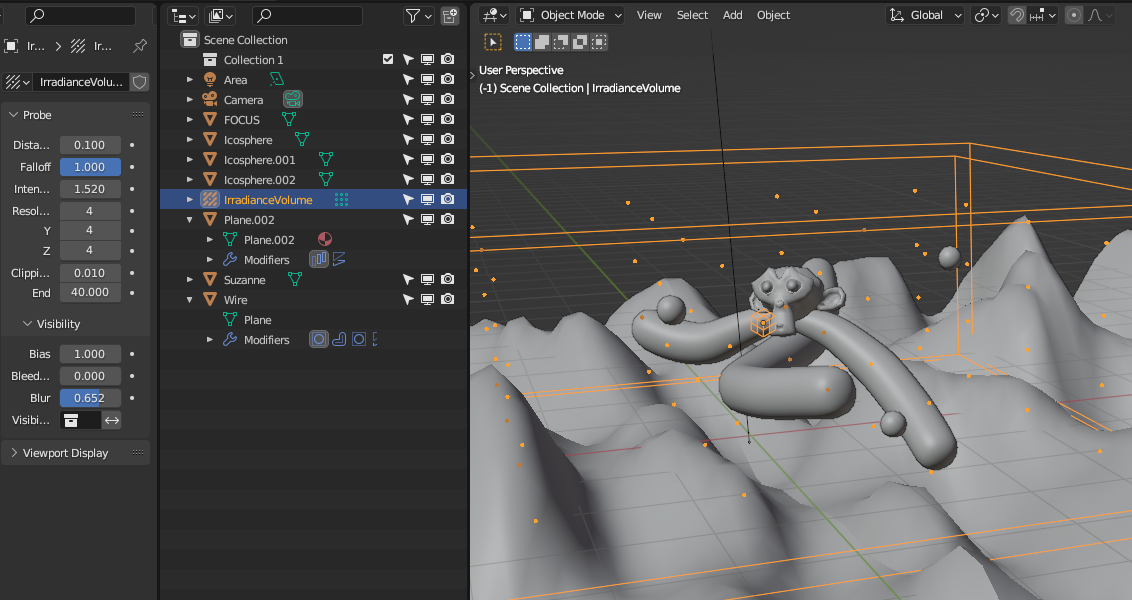 Ir... Ir...
IrradianceVolu...
Probe
Dista... 0.100
Falloff 1.000
Inten... 1.520
Resol... 4
Y 4
Z 4
Clippi... 0.010
End 40.000
Visibility
Bias 1.000
Bleed... 0.000
Blur 0.652
Visibi...
Viewport Display
Scene Collection
Collection 1
Area
Camera
FOCUS
Icosphere
Icosphere.001
Icosphere.002
IrradianceVolume
Plane.002
Plane.002
Modifiers
Suzanne
Wire
Plane
Modifiers
Object Mode View Select Add Object Global
User Perspective
(-1) Scene Collection | IrradianceVolume